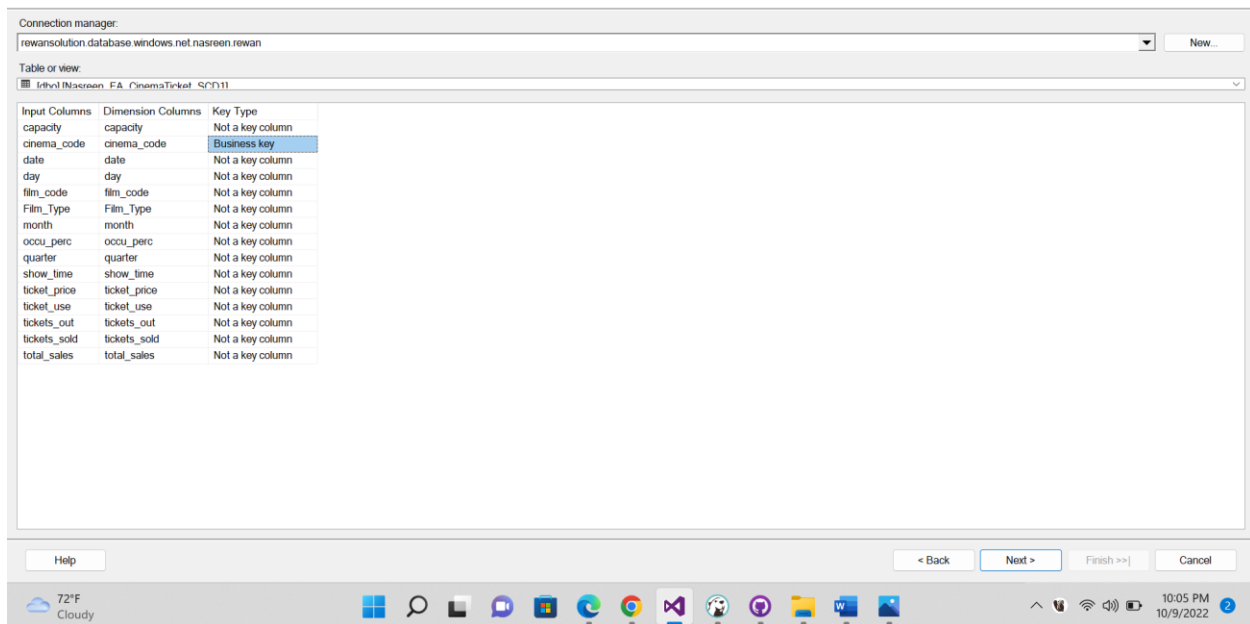 Connection manager:
rewansolution.database.windows.net.nasreen.rewan New...
Table or view:
[dbo].[Nasreen_EA_CinemaTicket_SCD1]
Input Columns Dimension Columns Key Type
capacity capacity Not a key column
cinema_code cinema_code Business key
date date Not a key column
day day Not a key column
film_code film_code Not a key column
Film_Type Film_Type Not a key column
month month Not a key column
occu_perc occu_perc Not a key column
quarter quarter Not a key column
show_time show_time Not a key column
ticket_price ticket_price Not a key column
ticket_use ticket_use Not a key column
tickets_out tickets_out Not a key column
tickets_sold tickets_sold Not a key column
total_sales total_sales Not a key column
Help < Back Next > Finish >>|  Cancel
72°F
Cloudy
10:05 PM
10/9/2022
2